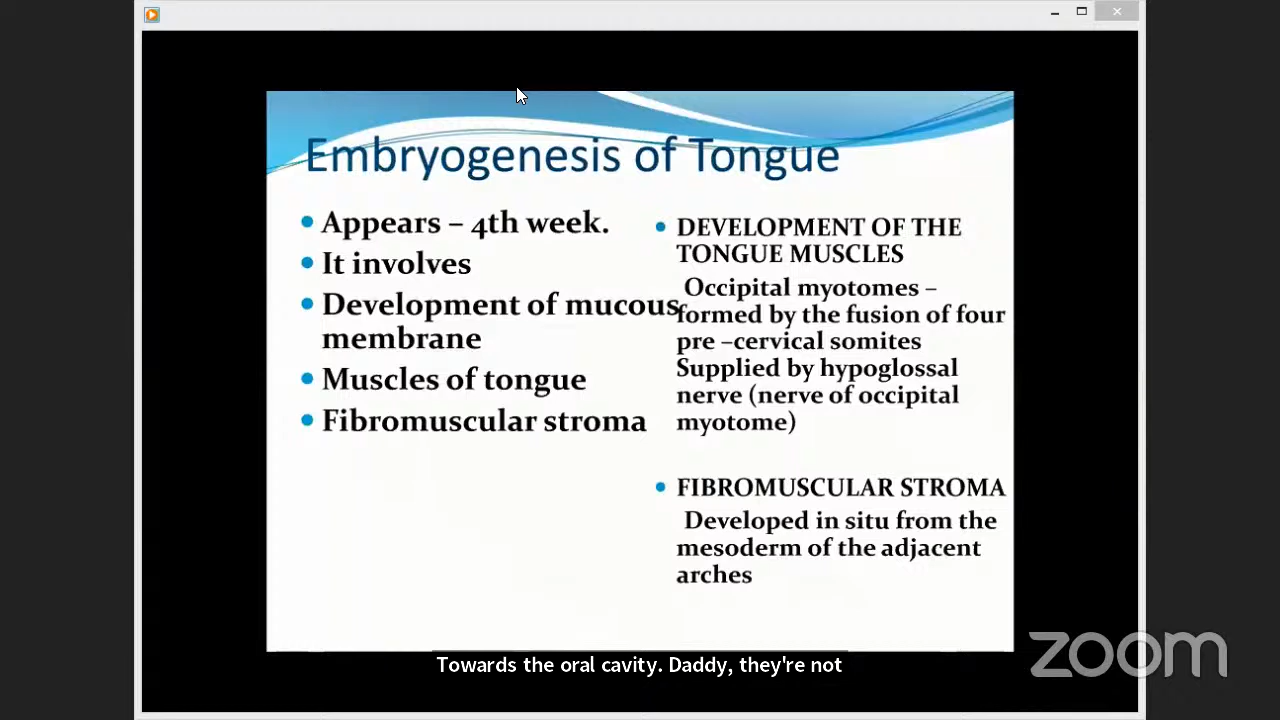 Embryogenesis of Tongue
Appears – 4th week.
It involves
Development of mucous
membrane
Muscles of tongue
Fibromuscular stroma
DEVELOPMENT OF THE
TONGUE MUSCLES
Occipital myotomes –
formed by the fusion of four
pre –cervical somites
Supplied by hypoglossal
nerve (nerve of occipital
myotome)
FIBROMUSCULAR STROMA
Developed in situ from the
mesoderm of the adjacent
arches
Towards the oral cavity. Daddy, they're not
zoom